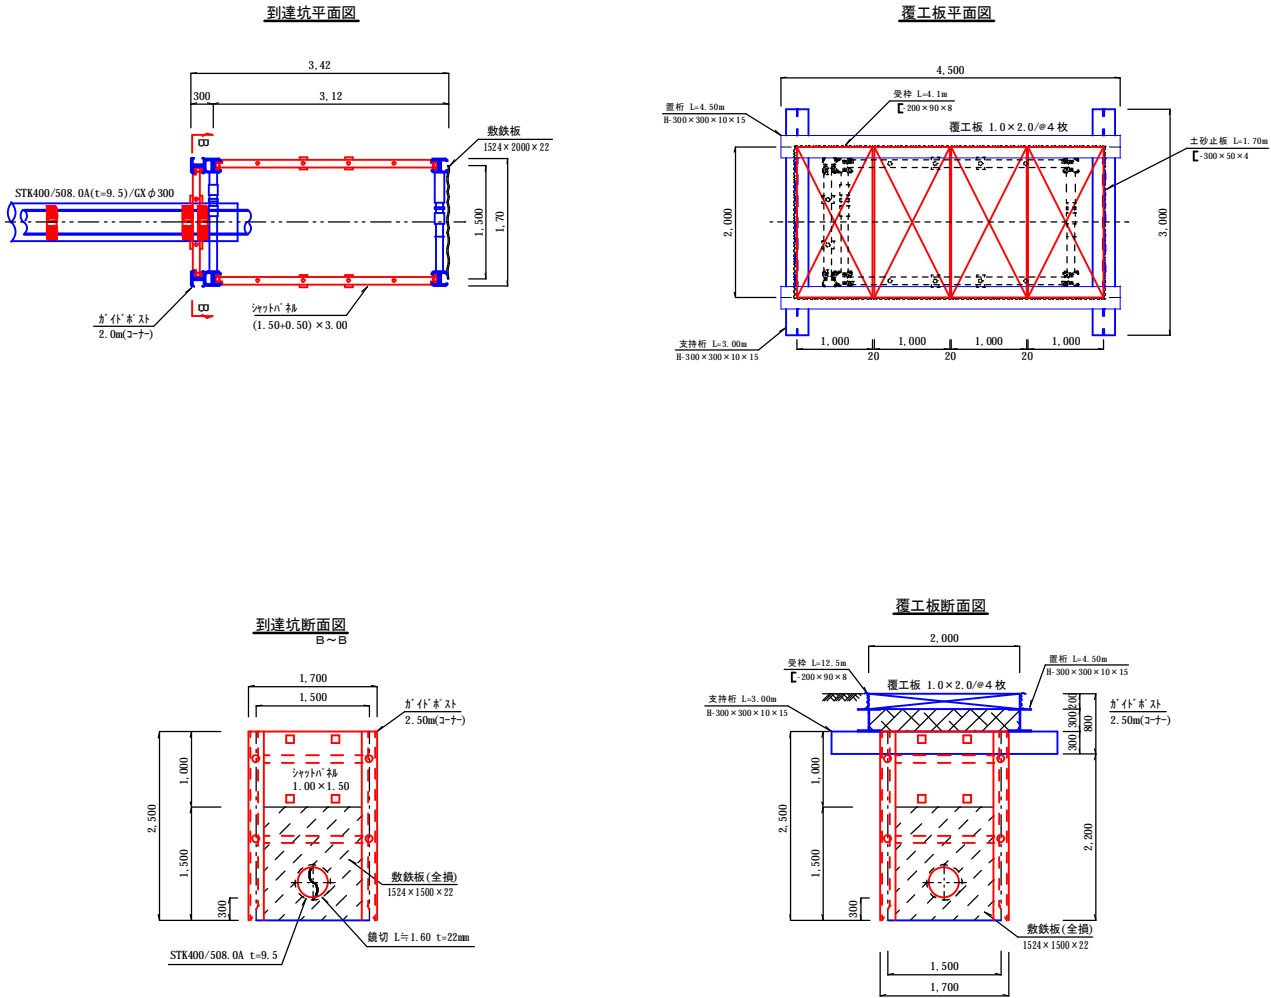 到達坑平面図
3,42
300
3,12
B
敷鉄板
1524×2000×22
STK400/508.0A(t=9.5)/GXφ300
1,500
1,70
B
ｶﾞｲﾄﾞﾎﾟｽﾄ
2.0m(ｺｰﾅｰ)
ｼｬｯﾄﾊﾟﾈﾙ
(1.50+0.50)×3.00
覆工板平面図
4,500
受枠 L=4.1m
[-200×90×8
置桁 L=4.50m
H-300×300×10×15
覆工板 1.0×2.0/@4枚
土砂止板 L=1.70m
[-300×50×4
2,000
3,000
支持桁 L=3.00m
H-300×300×10×15
1,000
1,000
1,000
1,000
20
20
20
到達坑断面図
B～B
1,700
1,500
ｶﾞｲﾄﾞﾎﾟｽﾄ
2.50m(ｺｰﾅｰ)
ｼｬｯﾄﾊﾟﾈﾙ
1.00×1.50
1,000
2,500
1,500
300
敷鉄板(全損)
1524×1500×22
鏡切 L≒1.60 t=22mm
STK400/508.0A t=9.5
覆工板断面図
2,000
受枠 L=12.5m
[-200×90×8
置桁 L=4.50m
H-300×300×10×15
覆工板 1.0×2.0/@4枚
支持桁 L=3.00m
H-300×300×10×15
200
300
300
800
ｶﾞｲﾄﾞﾎﾟｽﾄ
2.50m(ｺｰﾅｰ)
1,000
2,500
1,500
300
2,200
敷鉄板(全損)
1524×1500×22
1,500
1,700